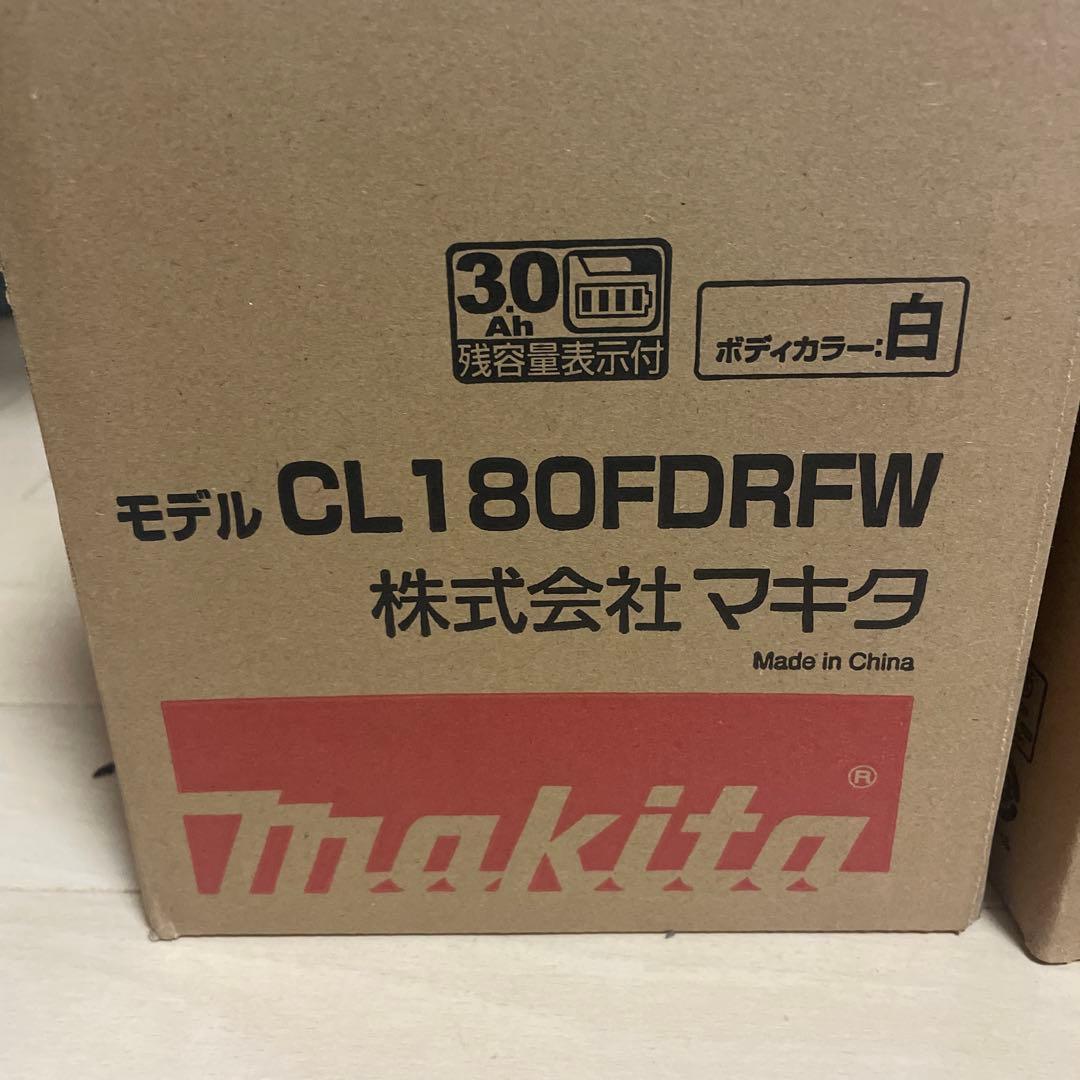 3.0
Ah
残容量表示付
ボディカラー:白
モデル CL180FDRFW
株式会社マキタ
Made in China
makita®